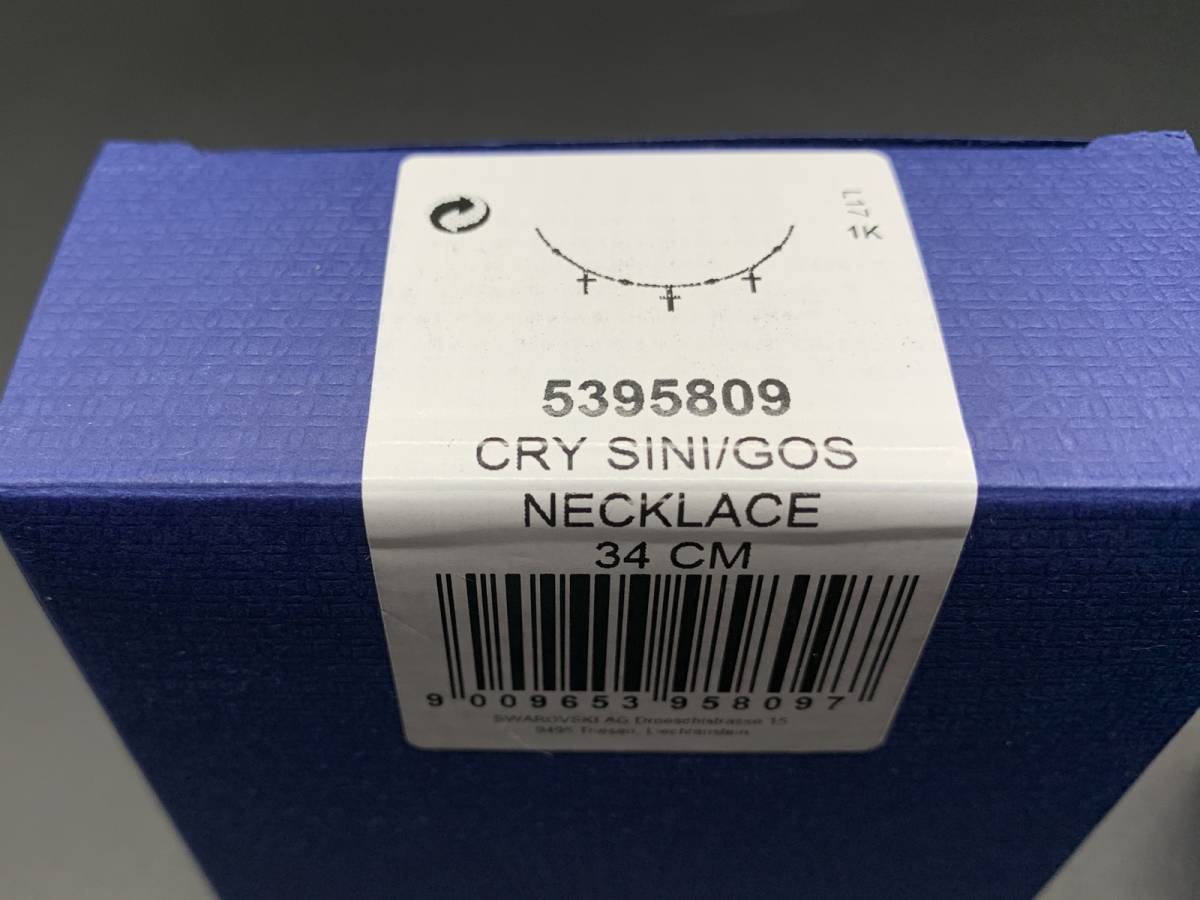 L17
1K
5395809
CRY SINI/GOS
NECKLACE
34 CM
9 009653 958097
SWAROVSKI AG Droeschistrasse 15
9495 Triesen, Liechtenstein